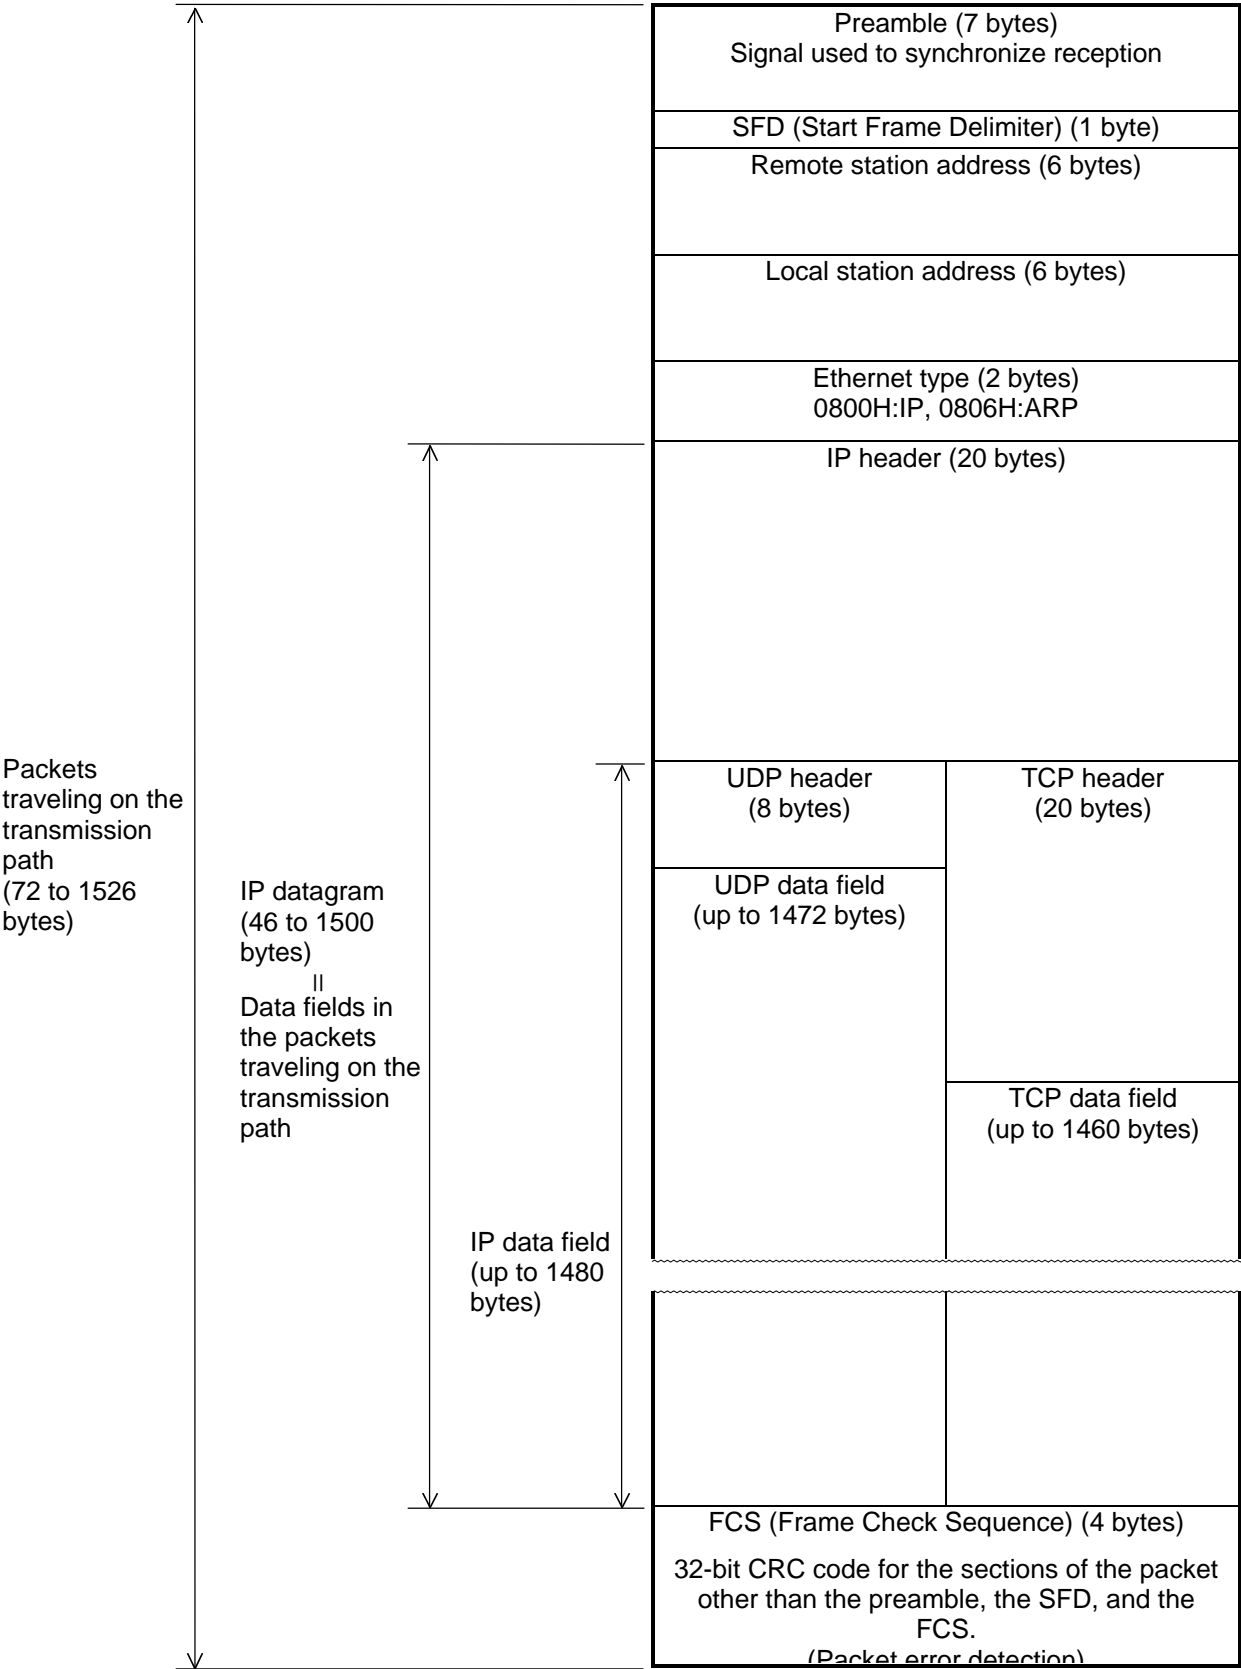 Preamble (7 bytes)
Signal used to synchronize reception
SFD (Start Frame Delimiter) (1 byte)
Remote station address (6 bytes)
Local station address (6 bytes)
Ethernet type (2 bytes)
0800H:IP, 0806H:ARP
IP header (20 bytes)
Packets
traveling on the
transmission
path
(72 to 1526
bytes)
IP datagram
(46 to 1500
bytes)
=
Data fields in
the packets
traveling on the
transmission
path
IP data field
(up to 1480
bytes)
UDP header
(8 bytes)
UDP data field
(up to 1472 bytes)
TCP header
(20 bytes)
TCP data field
(up to 1460 bytes)
FCS (Frame Check Sequence) (4 bytes)
32-bit CRC code for the sections of the packet
other than the preamble, the SFD, and the
FCS.
(Packet error detection)